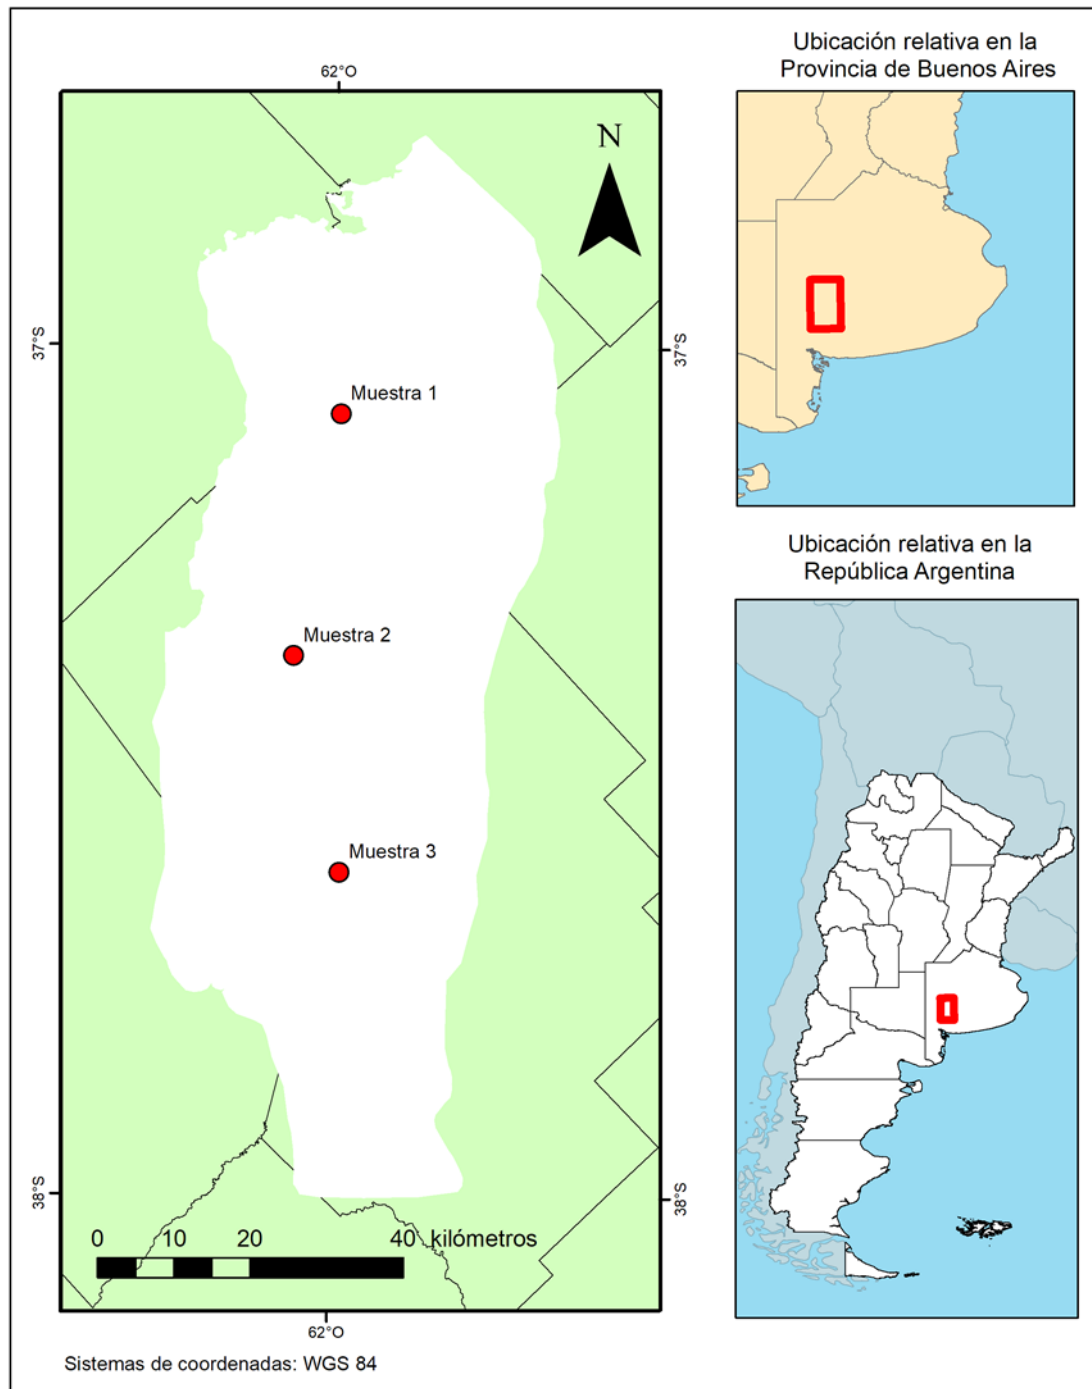 62°O
N
37°S
37°S
Muestra 1
Muestra 2
Muestra 3
38°S
38°S
0 10 20 40 kilómetros
62°O
Sistemas de coordenadas: WGS 84
Ubicación relativa en la
Provincia de Buenos Aires
Ubicación relativa en la
República Argentina